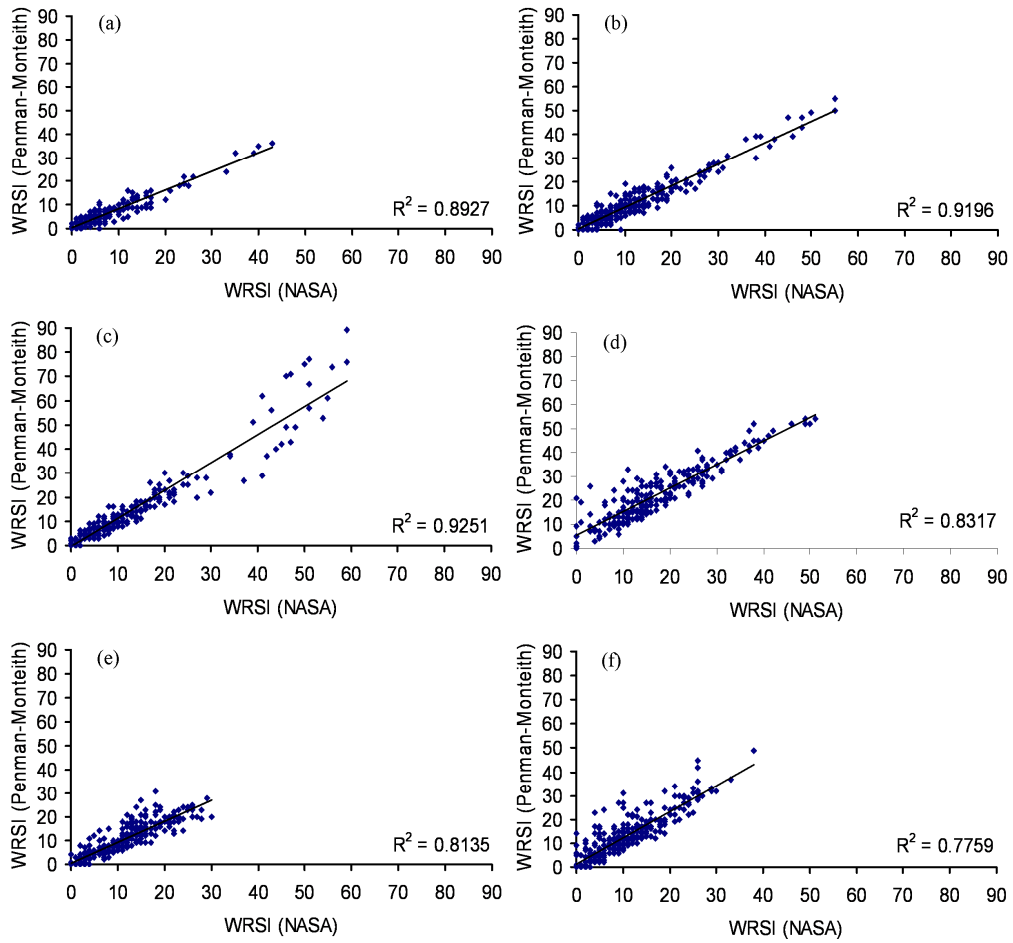 (a)
WRSI (Penman-Monteith)
90
80
70
60
50
40
30
20
10
0
R² = 0.8927
0 10 20 30 40 50 60 70 80 90
WRSI (NASA)
(b)
WRSI (Penman-Monteith)
90
80
70
60
50
40
30
20
10
0
R² = 0.9196
0 10 20 30 40 50 60 70 80 90
WRSI (NASA)
(c)
WRSI (Penman-Monteith)
90
80
70
60
50
40
30
20
10
0
R² = 0.9251
0 10 20 30 40 50 60 70 80 90
WRSI (NASA)
(d)
WRSI (Penman-Monteith)
90
80
70
60
50
40
30
20
10
0
R² = 0.8317
0 10 20 30 40 50 60 70 80 90
WRSI (NASA)
(e)
WRSI (Penman-Monteith)
90
80
70
60
50
40
30
20
10
0
R² = 0.8135
0 10 20 30 40 50 60 70 80 90
WRSI (NASA)
(f)
WRSI (Penman-Monteith)
90
80
70
60
50
40
30
20
10
0
R² = 0.7759
0 10 20 30 40 50 60 70 80 90
WRSI (NASA)